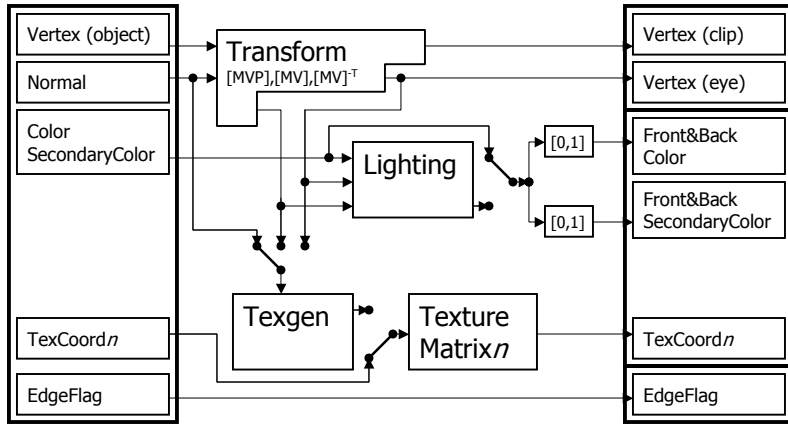 Vertex (object)
Normal
Color
SecondaryColor
TexCoordn
EdgeFlag
Transform
[MVP],[MV],[MV]-T
Lighting
Texgen
Texture
Matrixn
[0,1]
[0,1]
Vertex (clip)
Vertex (eye)
Front&Back
Color
Front&Back
SecondaryColor
TexCoordn
EdgeFlag